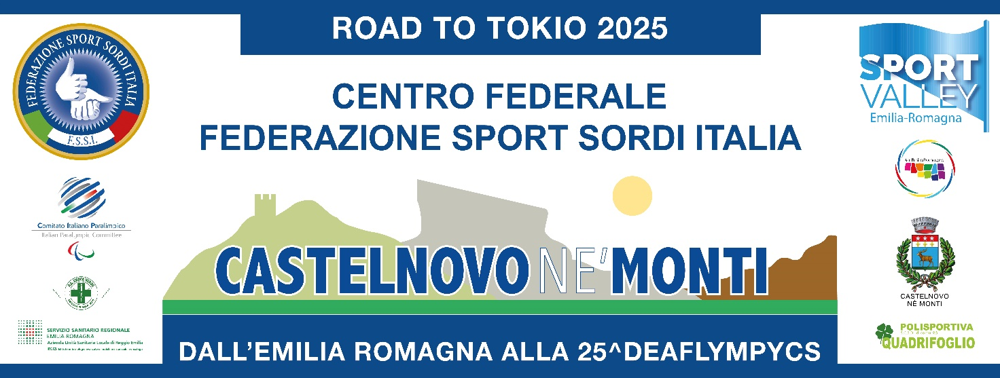 ROAD TO TOKIO 2025
FEDERAZIONE SPORT SORDI ITALIA
F.S.S.I.
CENTRO FEDERALE
FEDERAZIONE SPORT SORDI ITALIA
SPORT
VALLEY
Emilia-Romagna
Comitato Italiano Paralimpico
Italian Paralympic Committee
#inEmiliaRomagna
CASTELNOVO NE' MONTI
CASTELNOVO
NÈ MONTI
SERVIZIO SANITARIO REGIONALE
EMILIA-ROMAGNA
Azienda Unità Sanitaria Locale di Reggio Emilia
POLISPORTIVA
QUADRIFOGLIO
DALL'EMILIA ROMAGNA ALLA 25^DEAFLYMPYCS